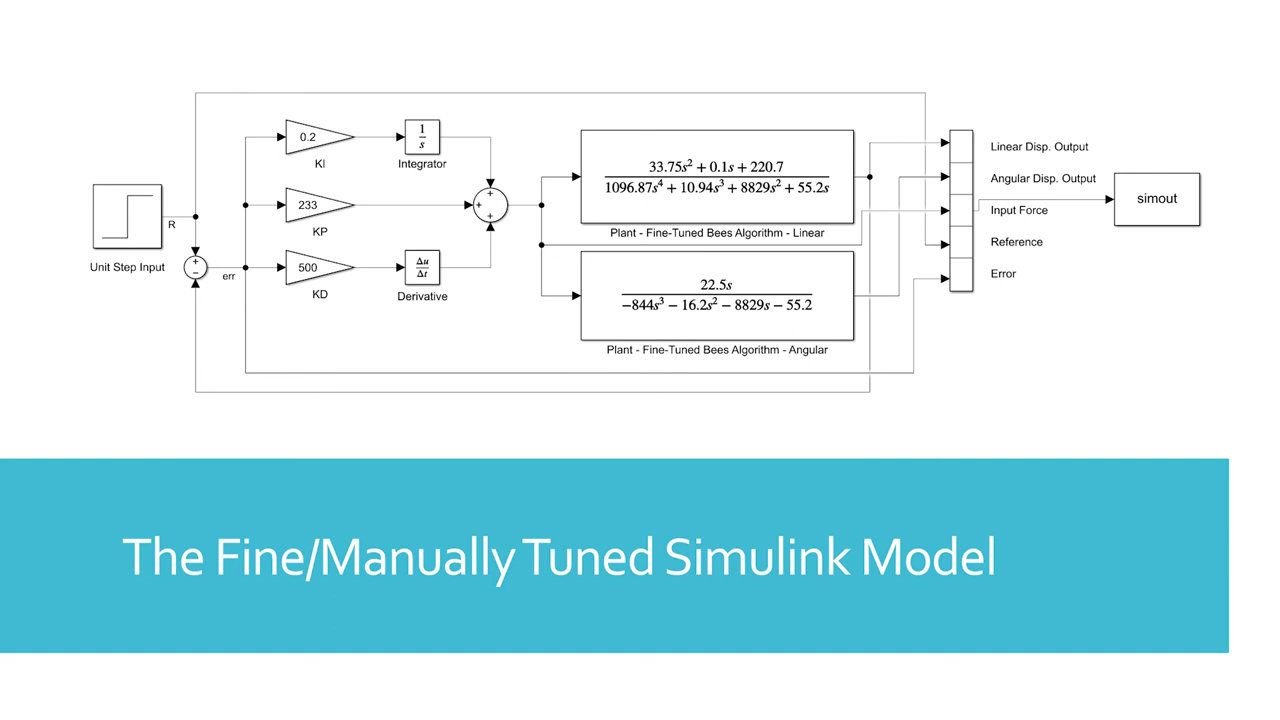 Unit Step Input
R
+
−
err
0.2
KI
1
s
Integrator
233
KP
500
KD
Δu
Δt
Derivative
+
+
+
33.75s² + 0.1s + 220.7
1096.87s⁴ + 10.94s³ + 8829s² + 55.2s
Plant - Fine-Tuned Bees Algorithm - Linear
22.5s
−844s³ − 16.2s² − 8829s − 55.2
Plant - Fine-Tuned Bees Algorithm - Angular
Linear Disp. Output
Angular Disp. Output
Input Force
Reference
Error
simout
The Fine/Manually Tuned Simulink Model